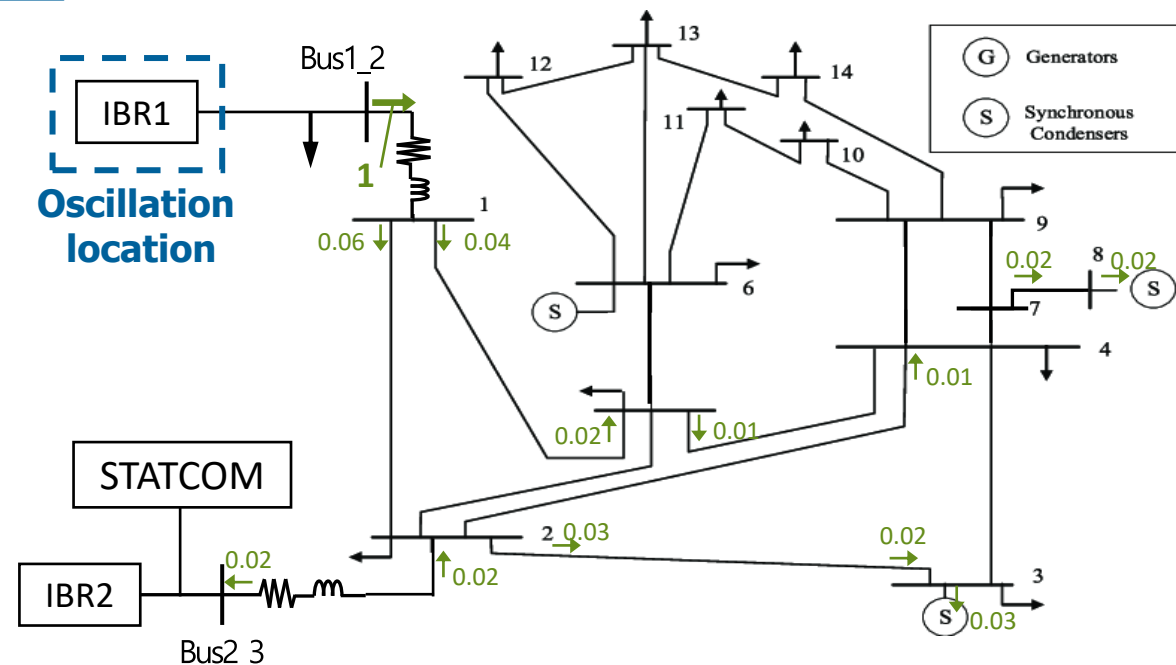 Bus1_2
IBR1
1
Oscillation
location
12
13
14
11
10
G Generators
S Synchronous
Condensers
1
0.06
0.04
9
0.02
8
0.02
S
7
6
S
4
0.01
0.02
0.01
STATCOM
2
0.03
0.02
0.02
0.02
IBR2
3
S
0.03
Bus2_3